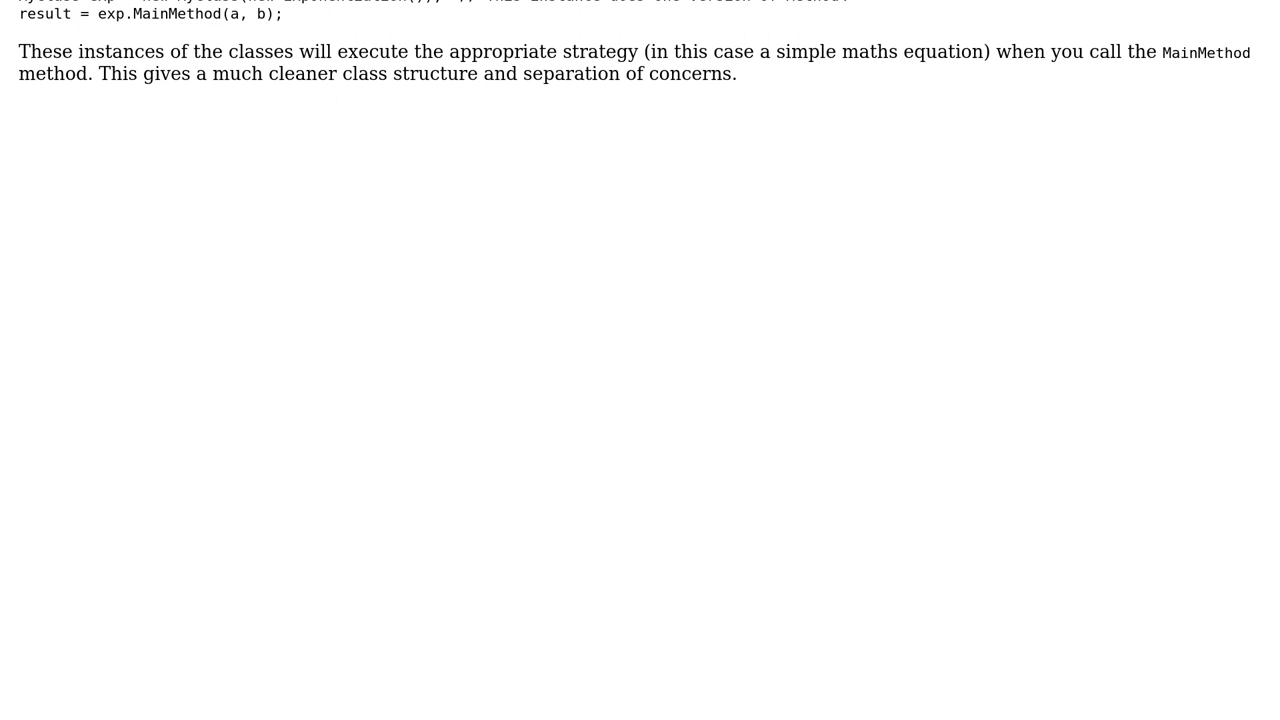 result = exp.MainMethod(a, b);
These instances of the classes will execute the appropriate strategy (in this case a simple maths equation) when you call the MainMethod
method. This gives a much cleaner class structure and separation of concerns.